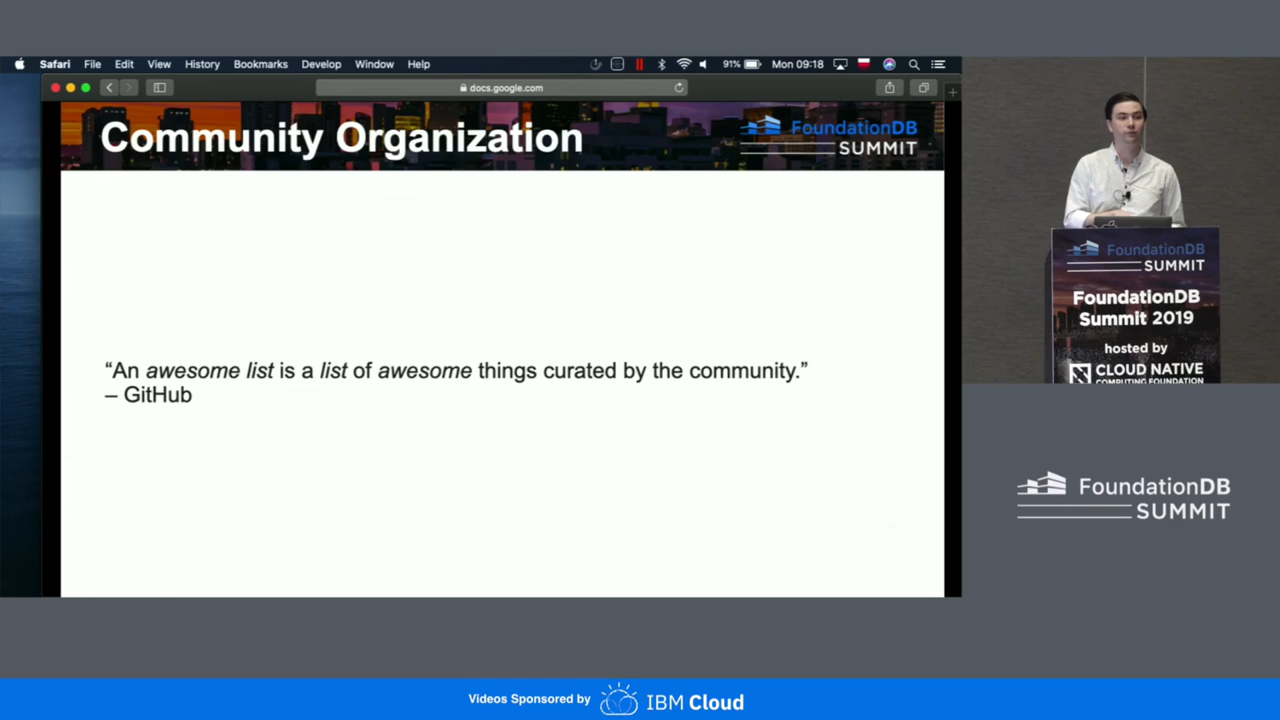 Safari File Edit View History Bookmarks Develop Window Help 91% Mon 09:18
docs.google.com
Community Organization
FoundationDB
SUMMIT
“An awesome list is a list of awesome things curated by the community.”
– GitHub
FoundationDB
SUMMIT
FoundationDB
Summit 2019
hosted by
CLOUD NATIVE
COMPUTING FOUNDATION
FoundationDB
SUMMIT
Videos Sponsored by IBM Cloud